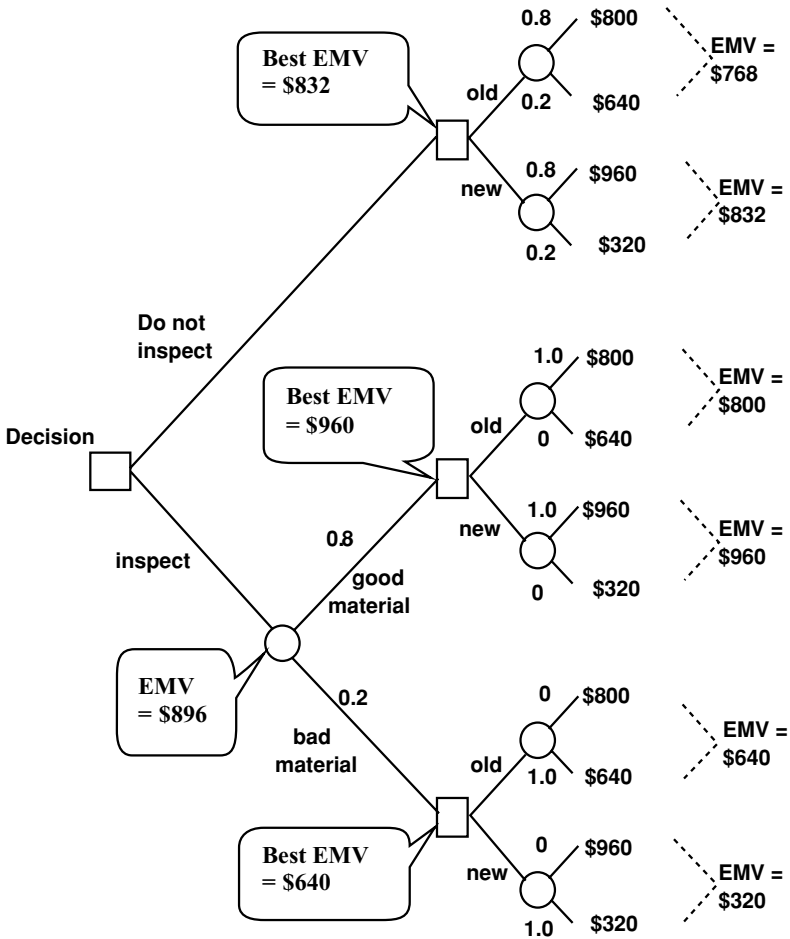 0.8
$800
EMV =
$768
Best EMV
= $832
old
0.2
$640
0.8
$960
new
EMV =
$832
0.2
$320
Do not
inspect
1.0
$800
EMV =
$800
Best EMV
= $960
old
0
$640
Decision
1.0
$960
new
EMV =
$960
0
$320
inspect
0.8
good
material
EMV
= $896
0.2
bad
material
0
$800
EMV =
$640
old
1.0
$640
Best EMV
= $640
0
$960
new
EMV =
$320
1.0
$320